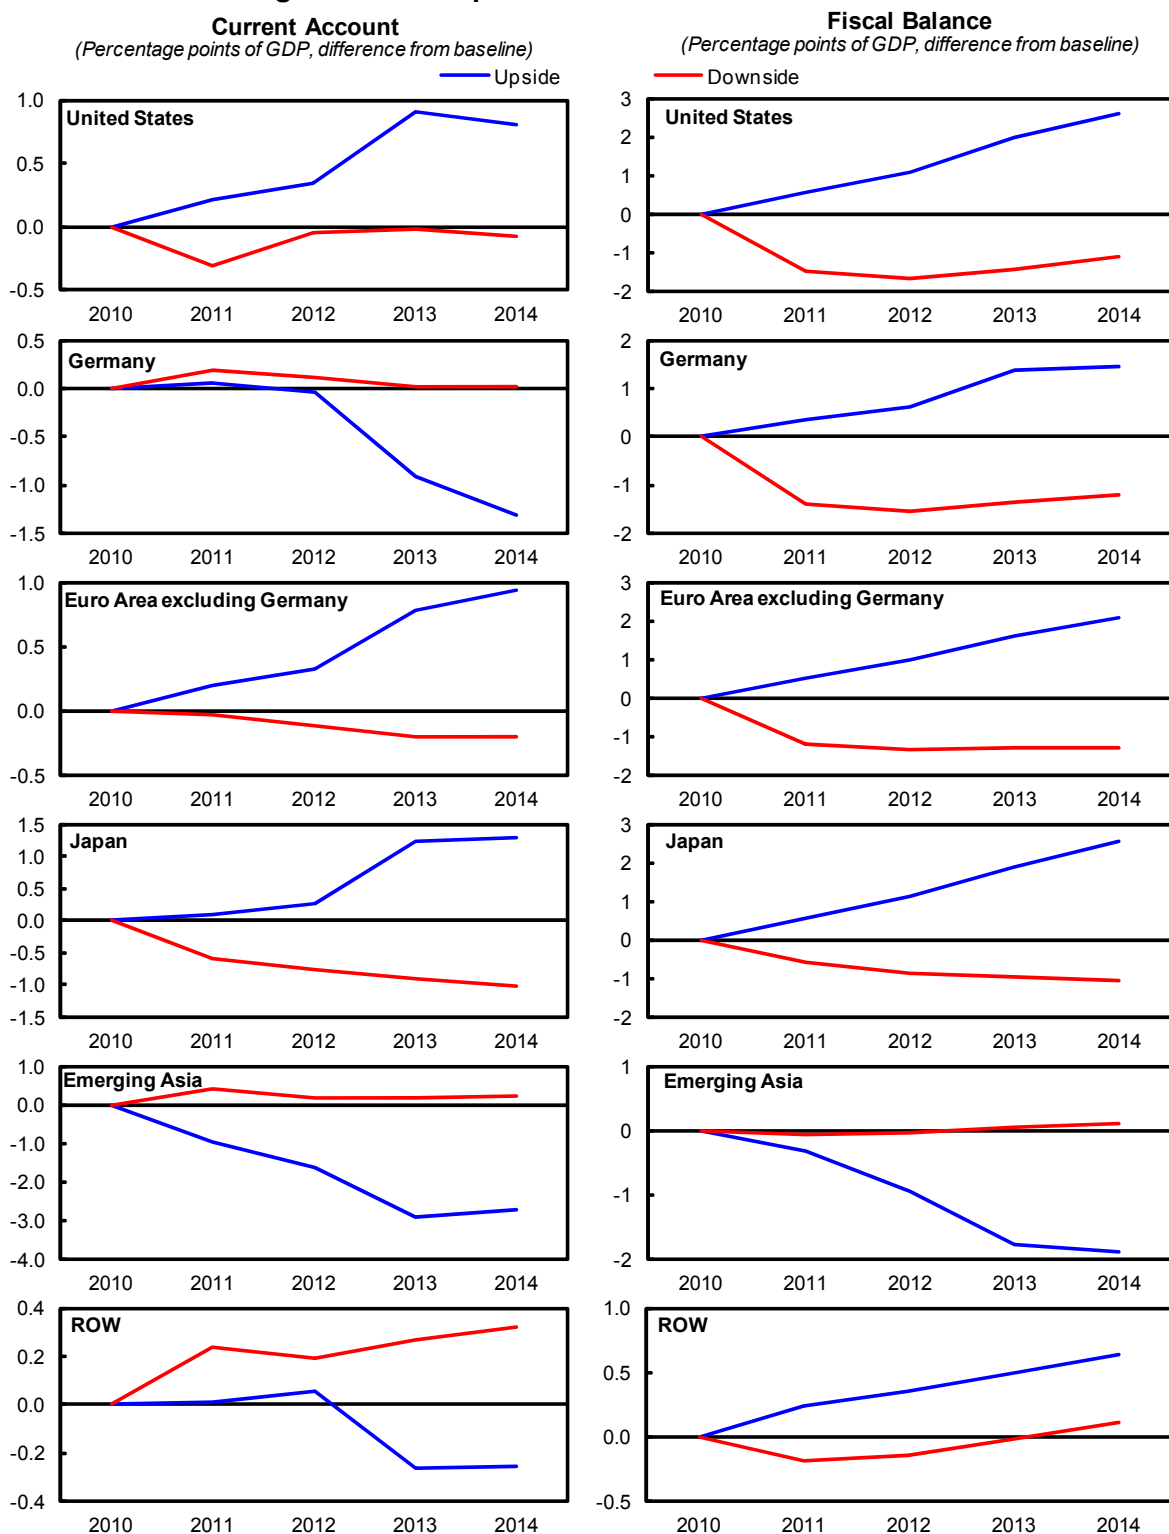 Current Account
(Percentage points of GDP, difference from baseline)
Fiscal Balance
(Percentage points of GDP, difference from baseline)
Upside
Downside
United States
1.0
0.5
0.0
-0.5
2010 2011 2012 2013 2014
United States
3
2
1
0
-1
-2
2010 2011 2012 2013 2014
Germany
0.5
0.0
-0.5
-1.0
-1.5
2010 2011 2012 2013 2014
Germany
2
1
0
-1
-2
2010 2011 2012 2013 2014
Euro Area excluding Germany
1.0
0.5
0.0
-0.5
2010 2011 2012 2013 2014
Euro Area excluding Germany
3
2
1
0
-1
-2
2010 2011 2012 2013 2014
Japan
1.5
1.0
0.5
0.0
-0.5
-1.0
-1.5
2010 2011 2012 2013 2014
Japan
3
2
1
0
-1
-2
2010 2011 2012 2013 2014
Emerging Asia
1.0
0.0
-1.0
-2.0
-3.0
-4.0
2010 2011 2012 2013 2014
Emerging Asia
1
0
-1
-2
2010 2011 2012 2013 2014
ROW
0.4
0.2
0.0
-0.2
-0.4
2010 2011 2012 2013 2014
ROW
1.0
0.5
0.0
-0.5
2010 2011 2012 2013 2014